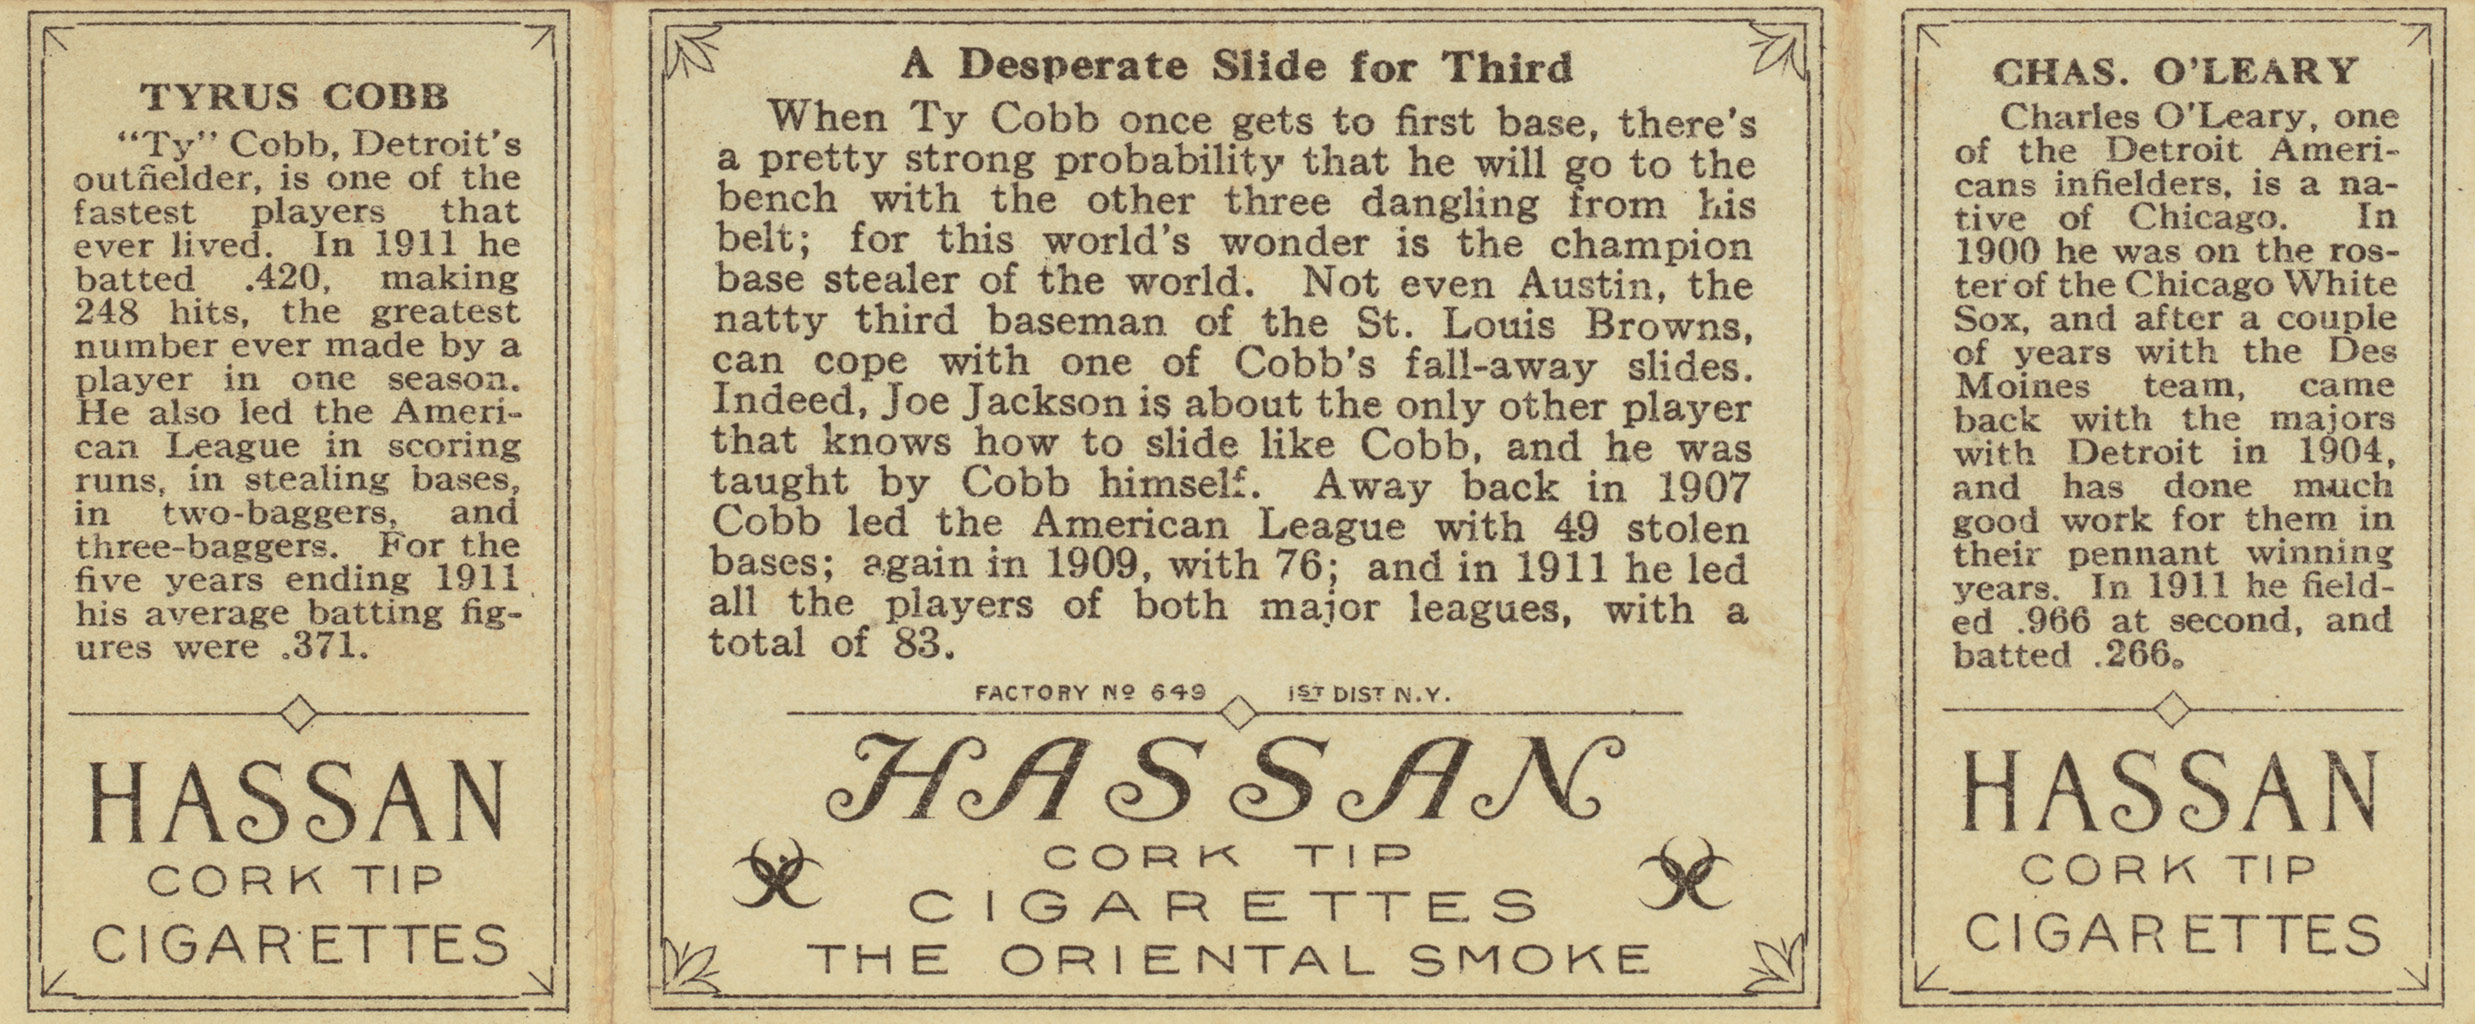 TYRUS COBB
“Ty” Cobb, Detroit’s
outfielder, is one of the
fastest players that
ever lived. In 1911 he
batted .420, making
248 hits, the greatest
number ever made by a
player in one season.
He also led the Ameri-
can League in scoring
runs, in stealing bases,
in two-baggers, and
three-baggers. For the
five years ending 1911
his average batting fig-
ures were .371.
HASSAN
CORK TIP
CIGARETTES
A Desperate Slide for Third
When Ty Cobb once gets to first base, there’s
a pretty strong probability that he will go to the
bench with the other three dangling from his
belt; for this world’s wonder is the champion
base stealer of the world. Not even Austin, the
natty third baseman of the St. Louis Browns,
can cope with one of Cobb’s fall-away slides.
Indeed, Joe Jackson is about the only other player
that knows how to slide like Cobb, and he was
taught by Cobb himself. Away back in 1907
Cobb led the American League with 49 stolen
bases; again in 1909, with 76; and in 1911 he led
all the players of both major leagues, with a
total of 83.
FACTORY Nº 649 1ST DIST N.Y.
HASSAN
CORK TIP
CIGARETTES
THE ORIENTAL SMOKE
CHAS. O’LEARY
Charles O’Leary, one
of the Detroit Ameri-
cans infielders, is a na-
tive of Chicago. In
1900 he was on the ros-
ter of the Chicago White
Sox, and after a couple
of years with the Des
Moines team, came
back with the majors
with Detroit in 1904,
and has done much
good work for them in
their pennant winning
years. In 1911 he field-
ed .966 at second, and
batted .266.
HASSAN
CORK TIP
CIGARETTES